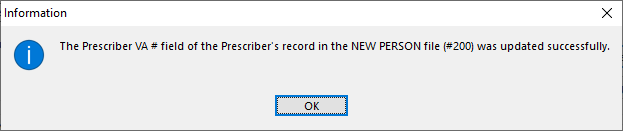 Information
The Prescriber VA # field of the Prescriber's record in the NEW PERSON file (#200) was updated successfully.
OK